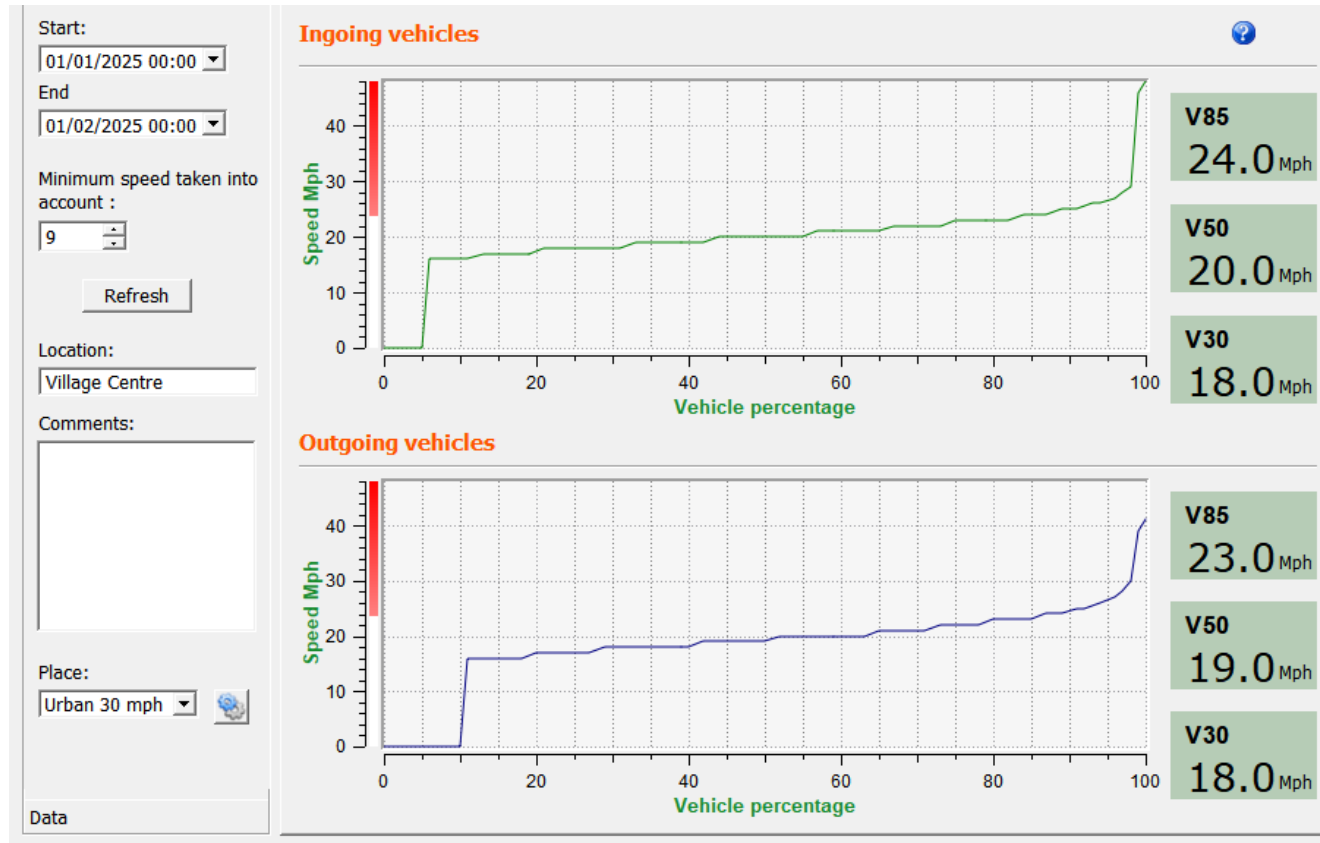 Start:
01/01/2025 00:00
End
01/02/2025 00:00
Minimum speed taken into
account :
9
Refresh
Location:
Village Centre
Comments:
Place:
Urban 30 mph
Data
Ingoing vehicles
?
Speed Mph
40
30
20
10
0
0 20 40 60 80 100
Vehicle percentage
V85
24.0 Mph
V50
20.0 Mph
V30
18.0 Mph
Outgoing vehicles
Speed Mph
40
30
20
10
0
0 20 40 60 80 100
Vehicle percentage
V85
23.0 Mph
V50
19.0 Mph
V30
18.0 Mph